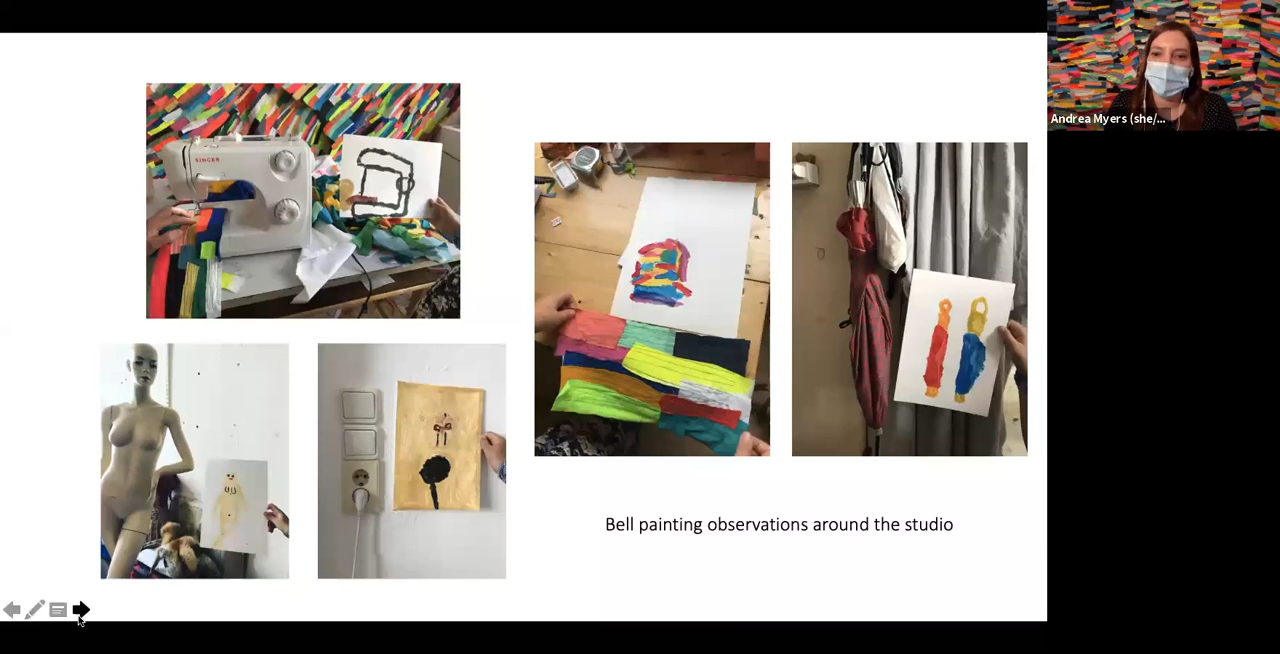 Andrea Myers (she/...
SINGER
Bell painting observations around the studio